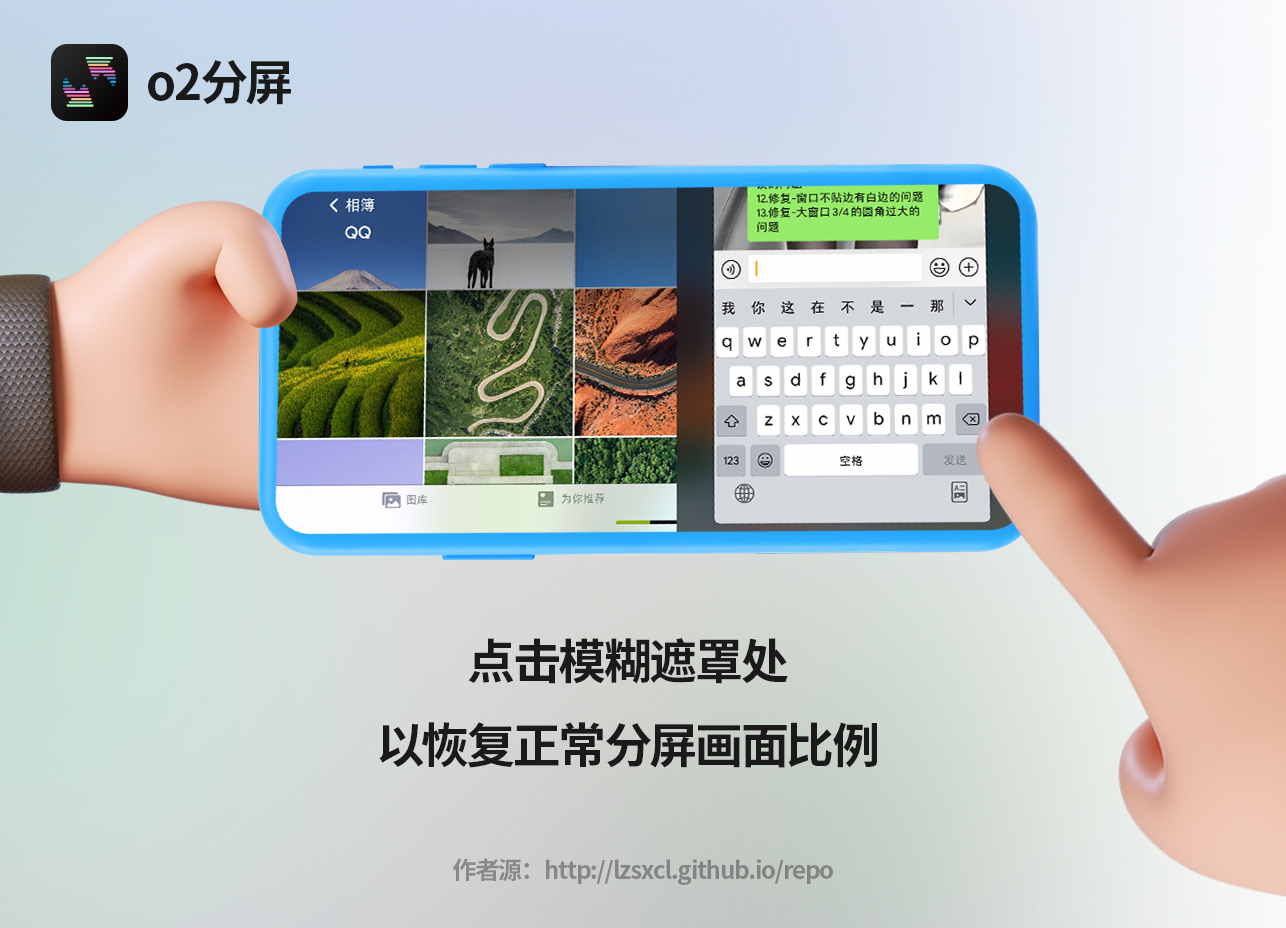 o2分屏
相簿
QQ
12.修复-窗口不贴边有白边的问题
13.修复-大窗口3/4的圆角过大的
问题
我 你 这 在 不 是 一 那
q w e r t y u i o p
a s d f g h j k l
z x c v b n m
123 空格 发送
图库 为你推荐
点击模糊遮罩处
以恢复正常分屏画面比例
作者源：http://lzsxcl.github.io/repo